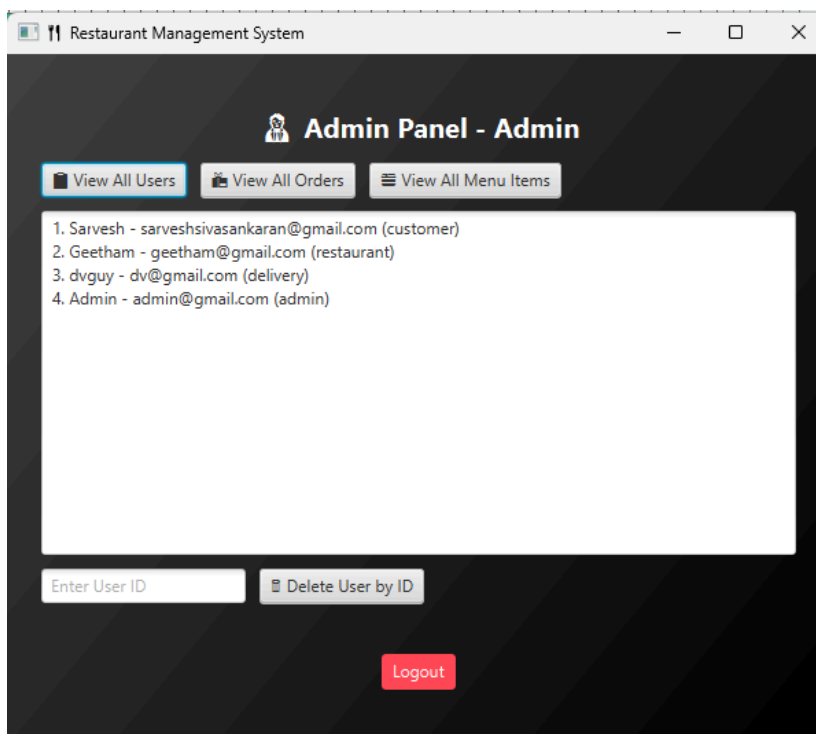 Restaurant Management System
Admin Panel - Admin
View All Users View All Orders View All Menu Items
1. Sarvesh - sarveshsivasankaran@gmail.com (customer)
2. Geetham - geetham@gmail.com (restaurant)
3. dvguy - dv@gmail.com (delivery)
4. Admin - admin@gmail.com (admin)
Enter User ID Delete User by ID
Logout